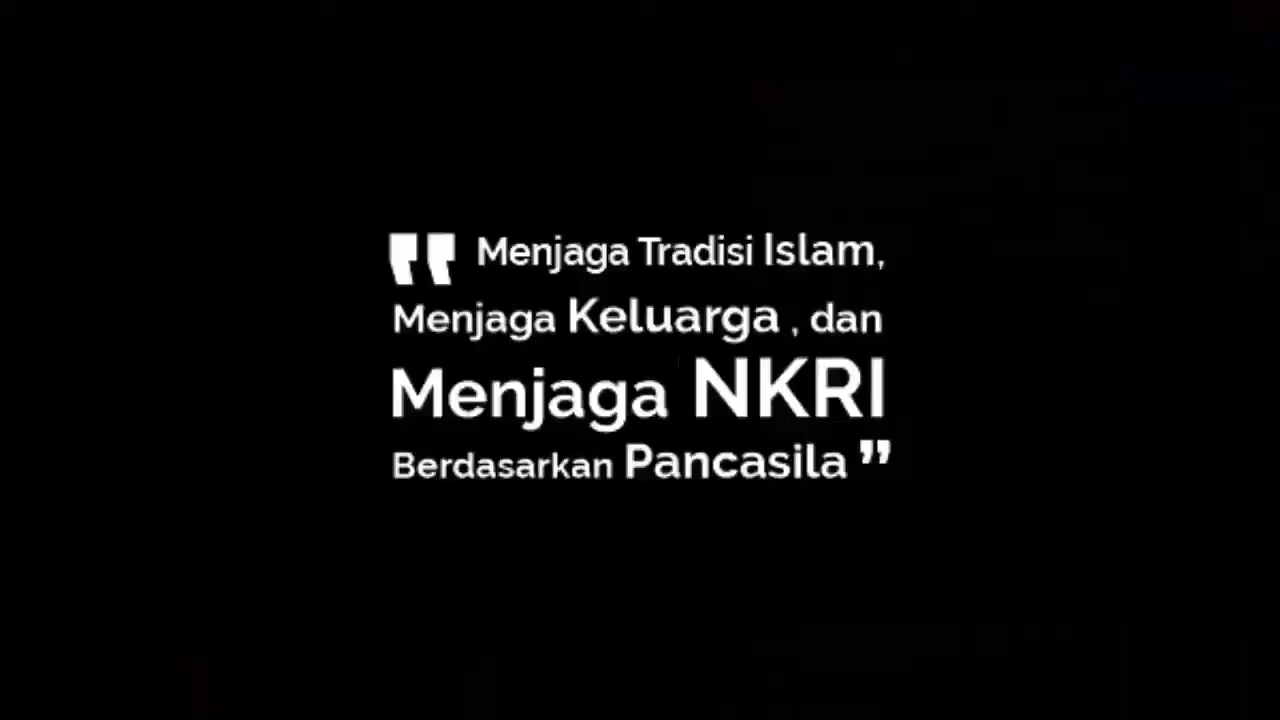 " Menjaga Tradisi Islam,
Menjaga Keluarga , dan
Menjaga NKRI
Berdasarkan Pancasila "